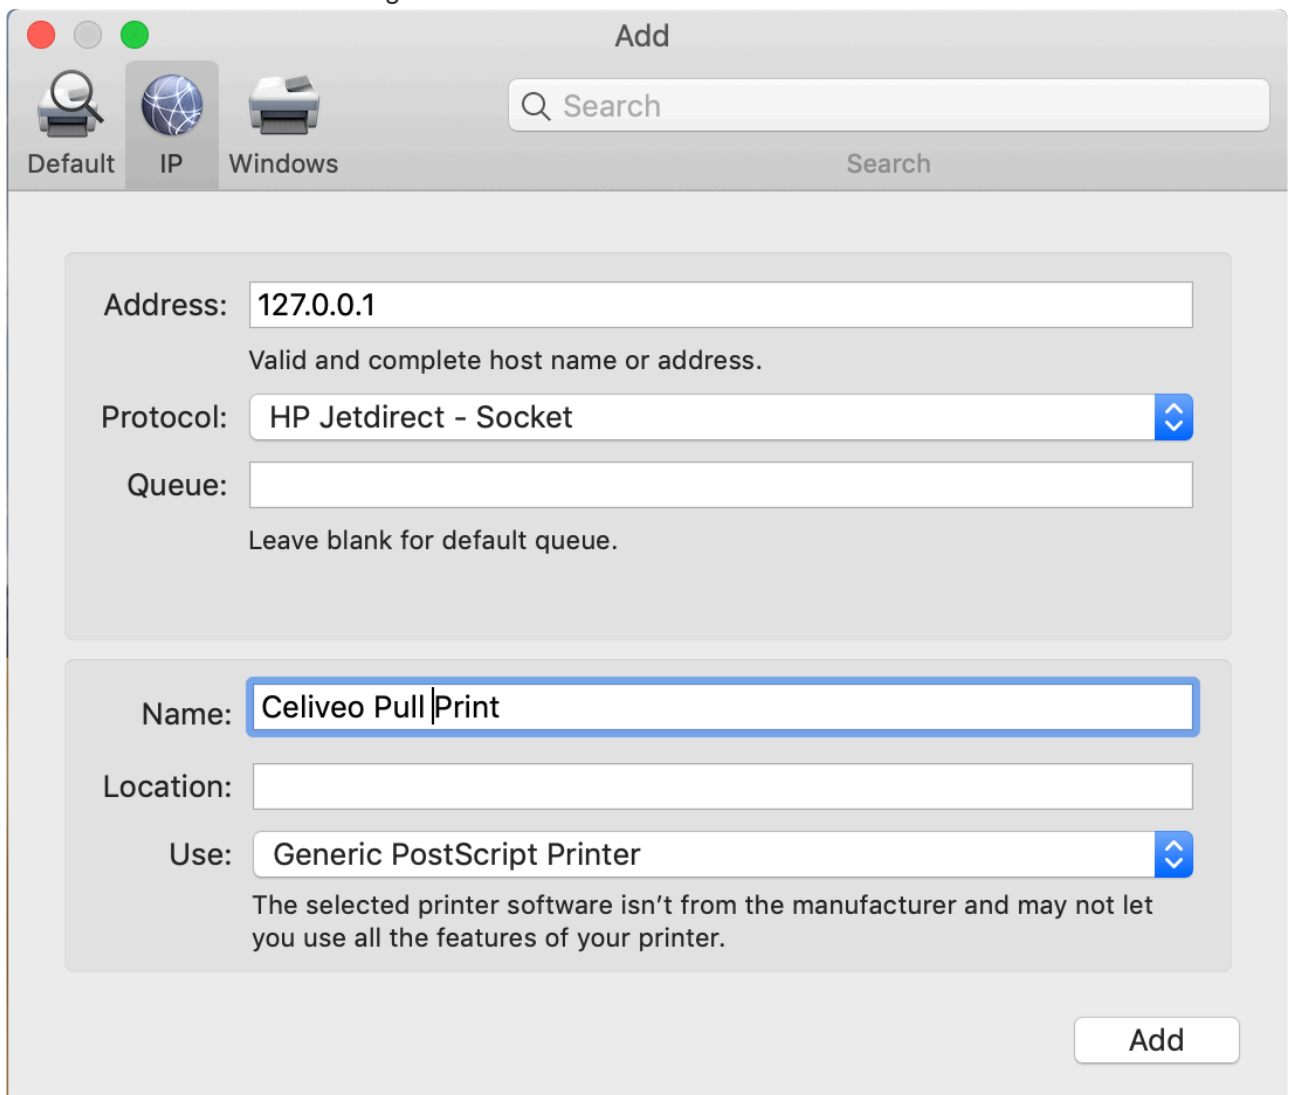 Add
Default IP Windows
Search
Search
Address: 127.0.0.1
Valid and complete host name or address.
Protocol: HP Jetdirect - Socket
Queue:
Leave blank for default queue.
Name: Celiveo Pull Print
Location:
Use: Generic PostScript Printer
The selected printer software isn't from the manufacturer and may not let
you use all the features of your printer.
Add